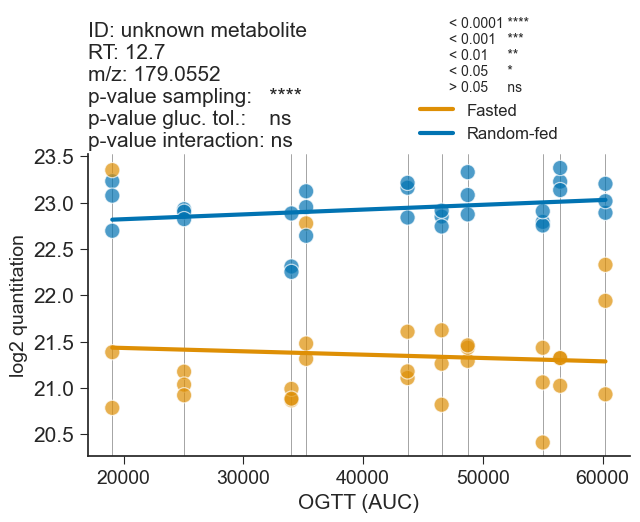 ID: unknown metabolite
RT: 12.7
m/z: 179.0552
p-value sampling: ****
p-value gluc. tol.: ns
p-value interaction: ns
< 0.0001 ****
< 0.001 ***
< 0.01 **
< 0.05 *
> 0.05 ns
Fasted
Random-fed
log2 quantitation
23.5
23.0
22.5
22.0
21.5
21.0
20.5
20000 30000 40000 50000 60000
OGTT (AUC)